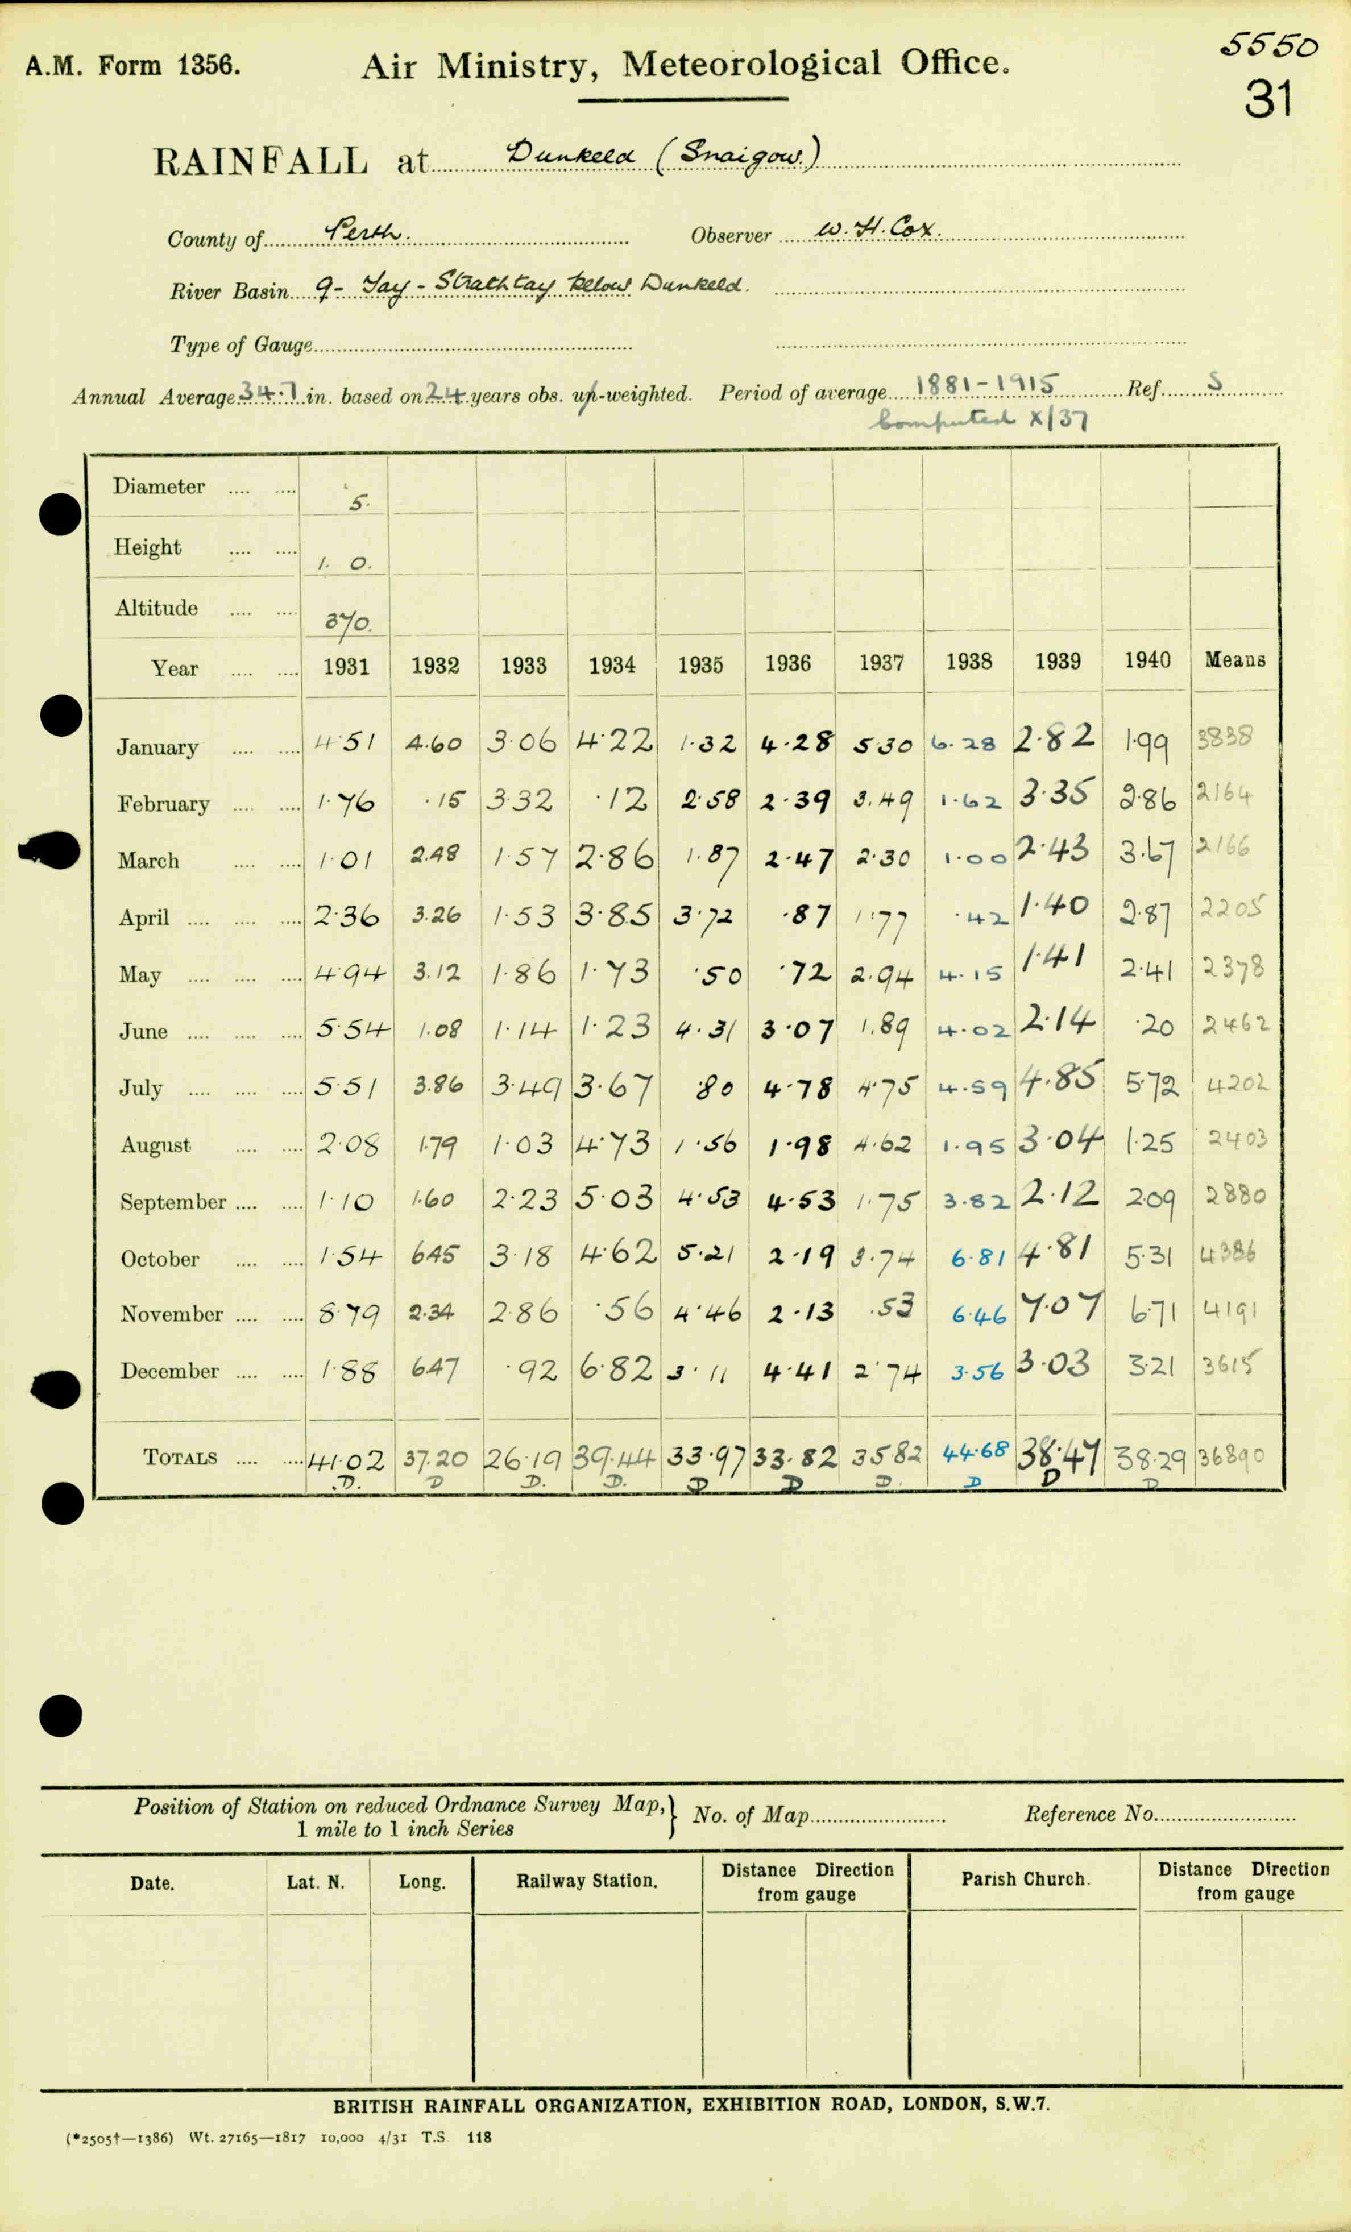 A.M. Form 1356.
Air Ministry, Meteorological Office.
5550
31
RAINFALL at Dunkeld (Snaigow.)
County of Perth. Observer W. H. Cox.
River Basin 9- Tay - Strathtay below Dunkeld.
Type of Gauge
Annual Average 34.7 in. based on 24 years obs. un-weighted. Period of average 1881-1915 Ref. S
Computed X/37
Diameter 5.
Height 1. 0.
Altitude 370.
Year 1931 1932 1933 1934 1935 1936 1937 1938 1939 1940 Means
January 4.51 4.60 3.06 4.22 1.32 4.28 5.30 6.28 2.82 1.99 3838
February 1.76 .15 3.32 .12 2.58 2.39 3.49 1.62 3.35 2.86 2164
March 1.01 2.48 1.57 2.86 1.87 2.47 2.30 1.00 2.43 3.67 2166
April 2.36 3.26 1.53 3.85 3.72 .87 1.77 .42 1.40 2.87 2205
May 4.94 3.12 1.86 1.73 .50 .72 2.94 4.15 1.41 2.41 2378
June 5.54 1.08 1.14 1.23 4.31 3.07 1.89 4.02 2.14 .20 2462
July 5.51 3.86 3.49 3.67 .80 4.78 4.75 4.59 4.85 5.72 4202
August 2.08 1.79 1.03 4.73 1.56 1.98 4.62 1.95 3.04 1.25 2403
September 1.10 1.60 2.23 5.03 4.53 4.53 1.75 3.82 2.12 2.09 2880
October 1.54 6.45 3.18 4.62 5.21 2.19 3.74 6.81 4.81 5.31 4386
November 8.79 2.34 2.86 .56 4.46 2.13 .53 6.46 7.07 6.71 4191
December 1.88 6.47 .92 6.82 3.11 4.41 2.74 3.56 3.03 3.21 3615
TOTALS 41.02 37.20 26.19 39.44 33.97 33.82 35.82 44.68 38.47 38.29 36890
D. D D. D. D D D. D D D
Position of Station on reduced Ordnance Survey Map, 1 mile to 1 inch Series } No. of Map Reference No.
Date. Lat. N. Long. Railway Station. Distance Direction from gauge Parish Church. Distance Direction from gauge
BRITISH RAINFALL ORGANIZATION, EXHIBITION ROAD, LONDON, S.W.7.
(*2505†—1386) Wt. 27165—1817 10,000 4/31 T.S. 118